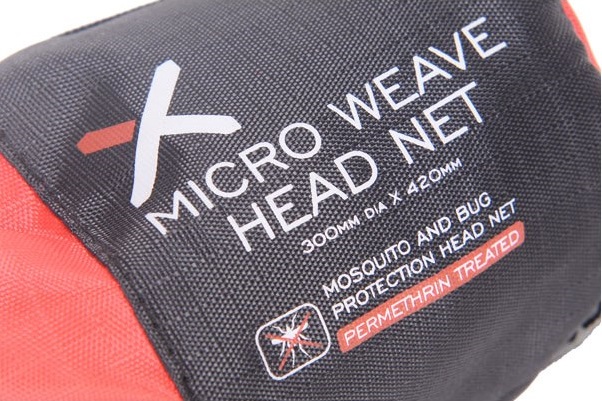 MICRO WEAVE
HEAD NET
300MM DIA X 420MM
MOSQUITO AND BUG
PROTECTION HEAD NET
PERMETHRIN TREATED